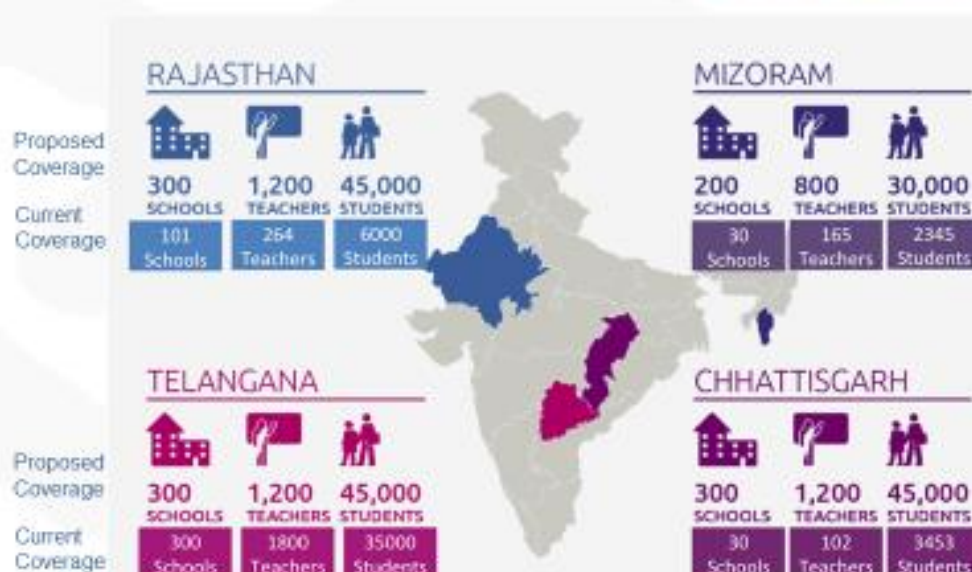 RAJASTHAN
Proposed
Coverage
300 1,200 45,000
SCHOOLS TEACHERS STUDENTS
Current
Coverage
101 264 6000
Schools Teachers Students
MIZORAM
200 800 30,000
SCHOOLS TEACHERS STUDENTS
30 165 2345
Schools Teachers Students
TELANGANA
Proposed
Coverage
300 1,200 45,000
SCHOOLS TEACHERS STUDENTS
Current
Coverage
300 1800 35000
Schools Teachers Students
CHHATTISGARH
300 1,200 45,000
SCHOOLS TEACHERS STUDENTS
30 102 3453
Schools Teachers Students